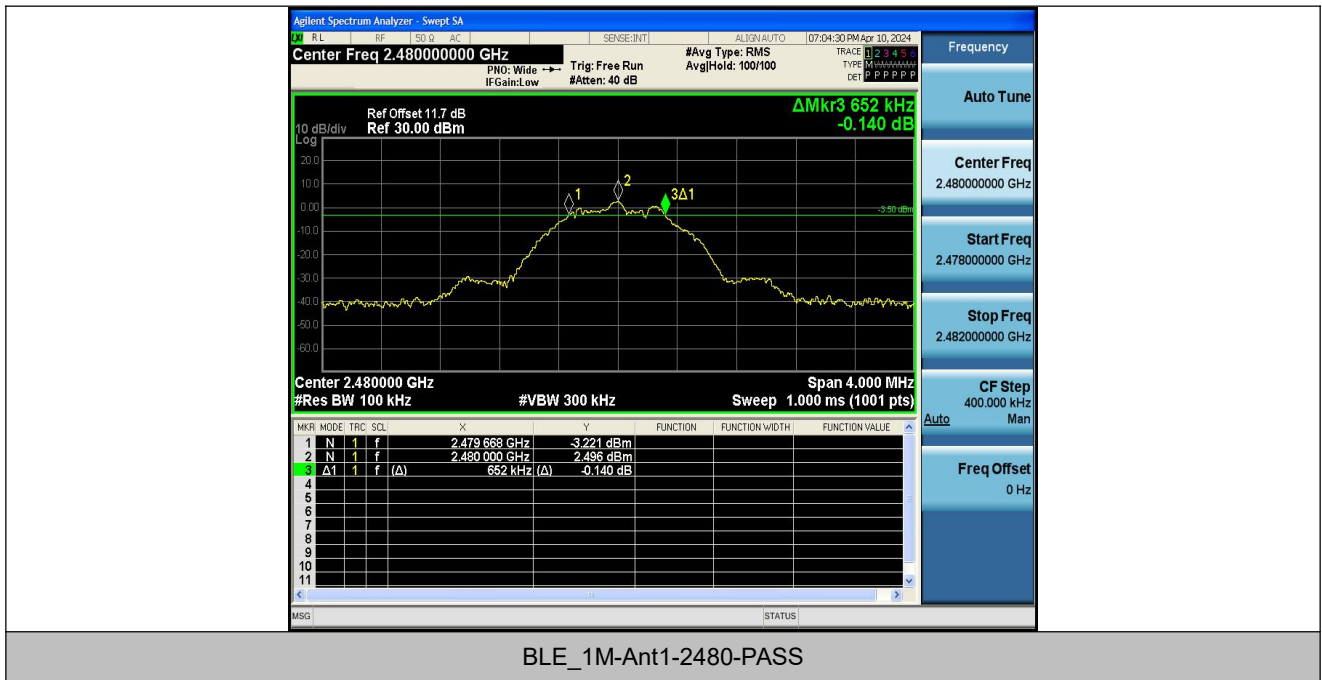 Agilent Spectrum Analyzer - Swept SA
LXI RL RF 50 Ω AC SENSE:INT ALIGNAUTO 07:04:30 PM Apr 10, 2024
Center Freq 2.480000000 GHz
PNO: Wide
IFGain:Low
Trig: Free Run
#Atten: 40 dB
#Avg Type: RMS
Avg|Hold: 100/100
TRACE 1 2 3 4 5 6
TYPE M
DET P P P P P P
ΔMkr3 652 kHz
-0.140 dB
Ref Offset 11.7 dB
10 dB/div Ref 30.00 dBm
Log
20.0
10.0
0.00
-10.0
-20.0
-30.0
-40.0
-50.0
-60.0
1
2
3Δ1
-3.50 dBm
Center 2.480000 GHz Span 4.000 MHz
#Res BW 100 kHz #VBW 300 kHz Sweep 1.000 ms (1001 pts)
MKR MODE TRC SCL X Y FUNCTION FUNCTION WIDTH FUNCTION VALUE
1 N 1 f 2.479 668 GHz -3.221 dBm
2 N 1 f 2.480 000 GHz 2.496 dBm
3 Δ1 1 f (Δ) 652 kHz (Δ) -0.140 dB
4
5
6
7
8
9
10
11
MSG STATUS
Frequency
Auto Tune
Center Freq
2.480000000 GHz
Start Freq
2.478000000 GHz
Stop Freq
2.482000000 GHz
CF Step
400.000 kHz
Auto Man
Freq Offset
0 Hz
BLE_1M-Ant1-2480-PASS